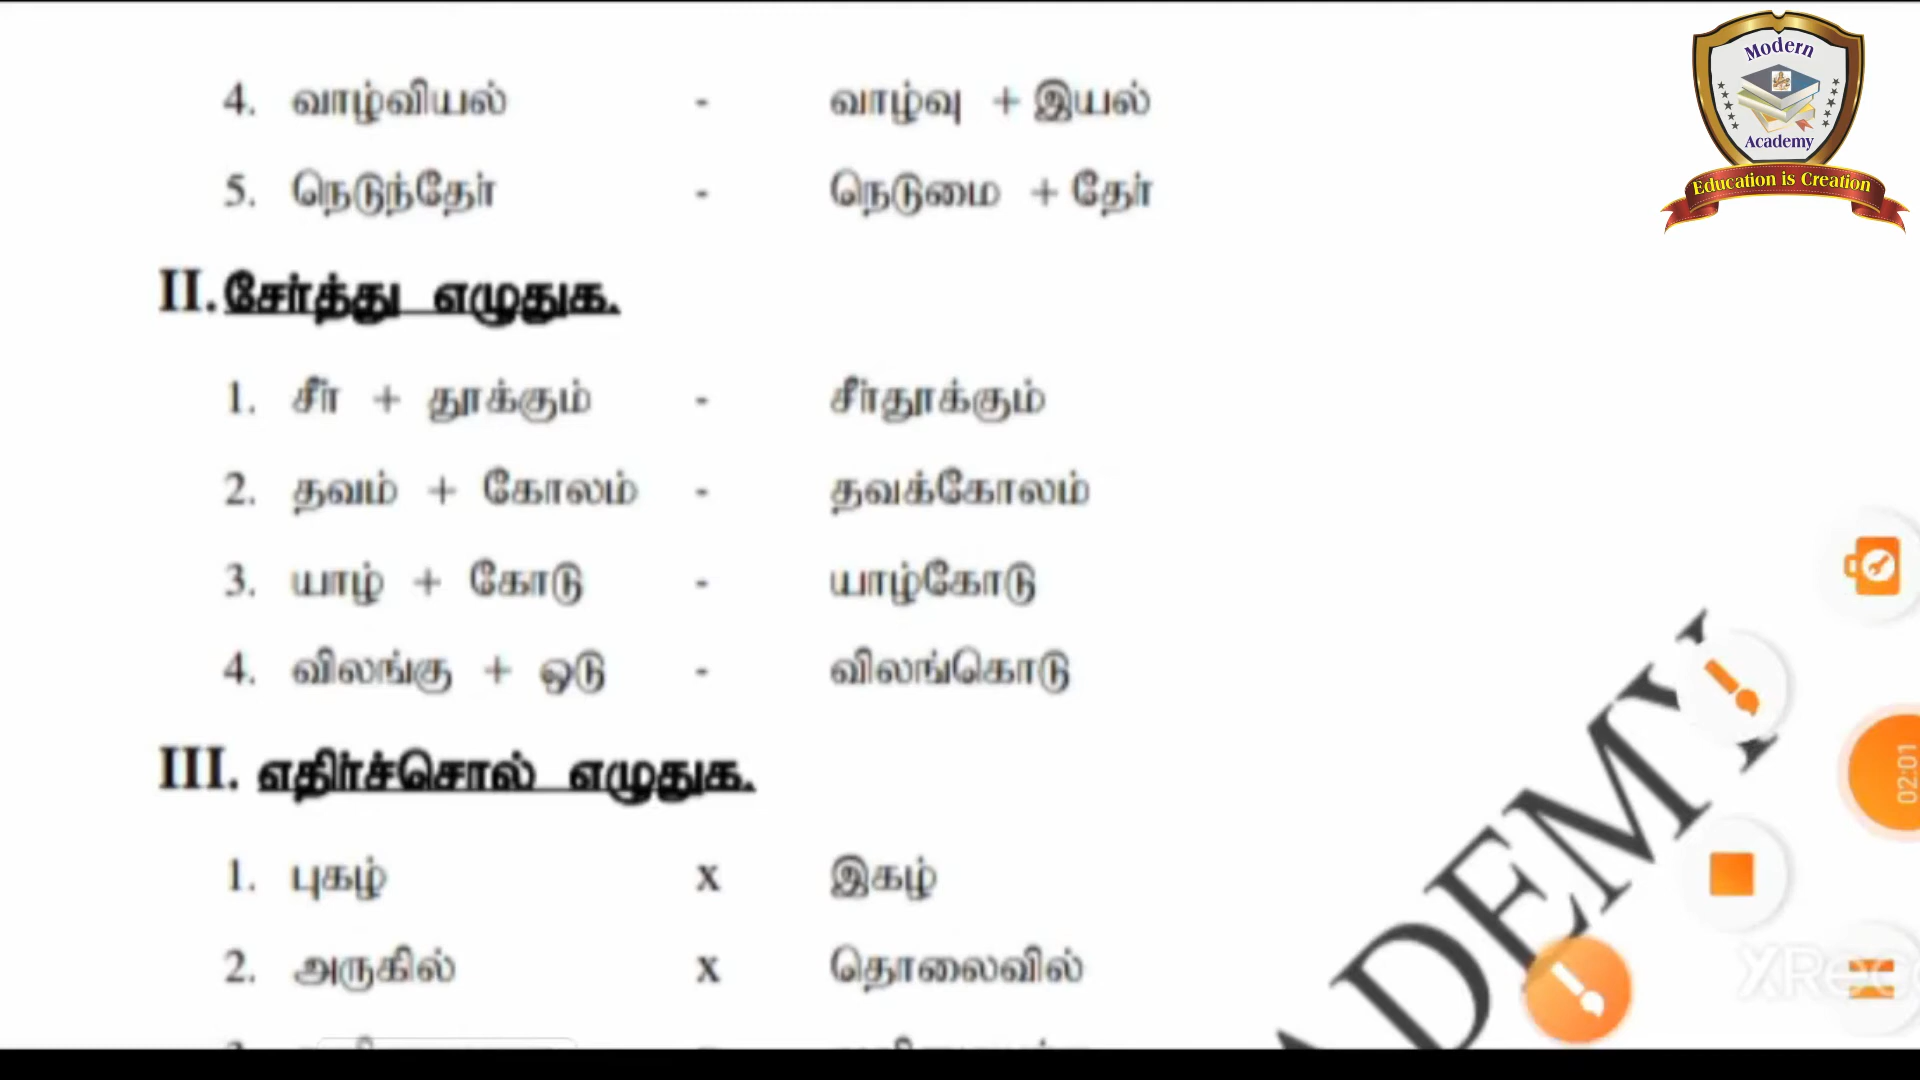 Modern
Academy
Education is Creation
4. வாழ்வியல் - வாழ்வு + இயல்
5. நெடுந்தேர் - நெடுமை + தேர்
II. சேர்த்து எழுதுக.
1. சீர் + தூக்கும் - சீர்தூக்கும்
2. தவம் + கோலம் - தவக்கோலம்
3. யாழ் + கோடு - யாழ்கோடு
4. விலங்கு + ஒடு - விலங்கொடு
III. எதிர்ச்சொல் எழுதுக.
1. புகழ் x இகழ்
2. அருகில் x தொலைவில்
02:01
ADEMY